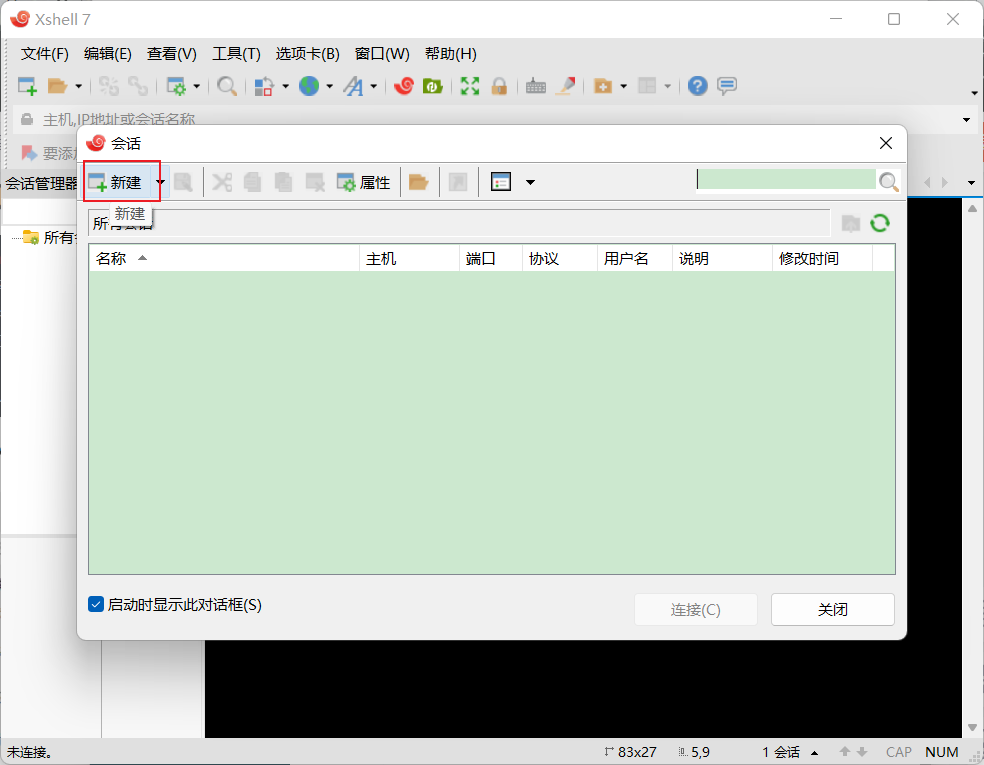 Xshell 7
文件(F) 编辑(E) 查看(V) 工具(T) 选项卡(B) 窗口(W) 帮助(H)
主机,IP地址或会话名称
会话
要添
会话管理器
新建
属性
新建
所有会话
所有
名称 主机 端口 协议 用户名 说明 修改时间
启动时显示此对话框(S)
连接(C) 关闭
未连接。 83x27 5,9 1 会话 CAP NUM